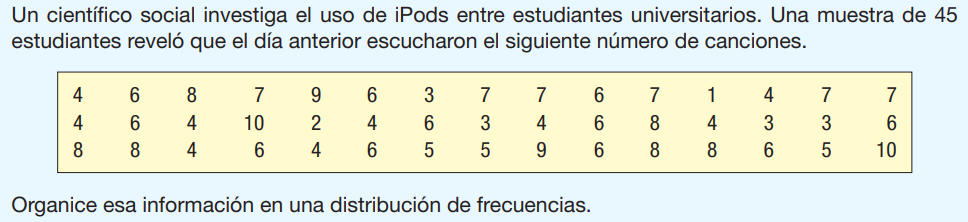 Un científico social investiga el uso de iPods entre estudiantes universitarios. Una muestra de 45
estudiantes reveló que el día anterior escucharon el siguiente número de canciones.
4 6 8 7 9 6 3 7 7 6 7 1 4 7 7
4 6 4 10 2 4 6 3 4 6 8 4 3 3 6
8 8 4 6 4 6 5 5 9 6 8 8 6 5 10
Organice esa información en una distribución de frecuencias.